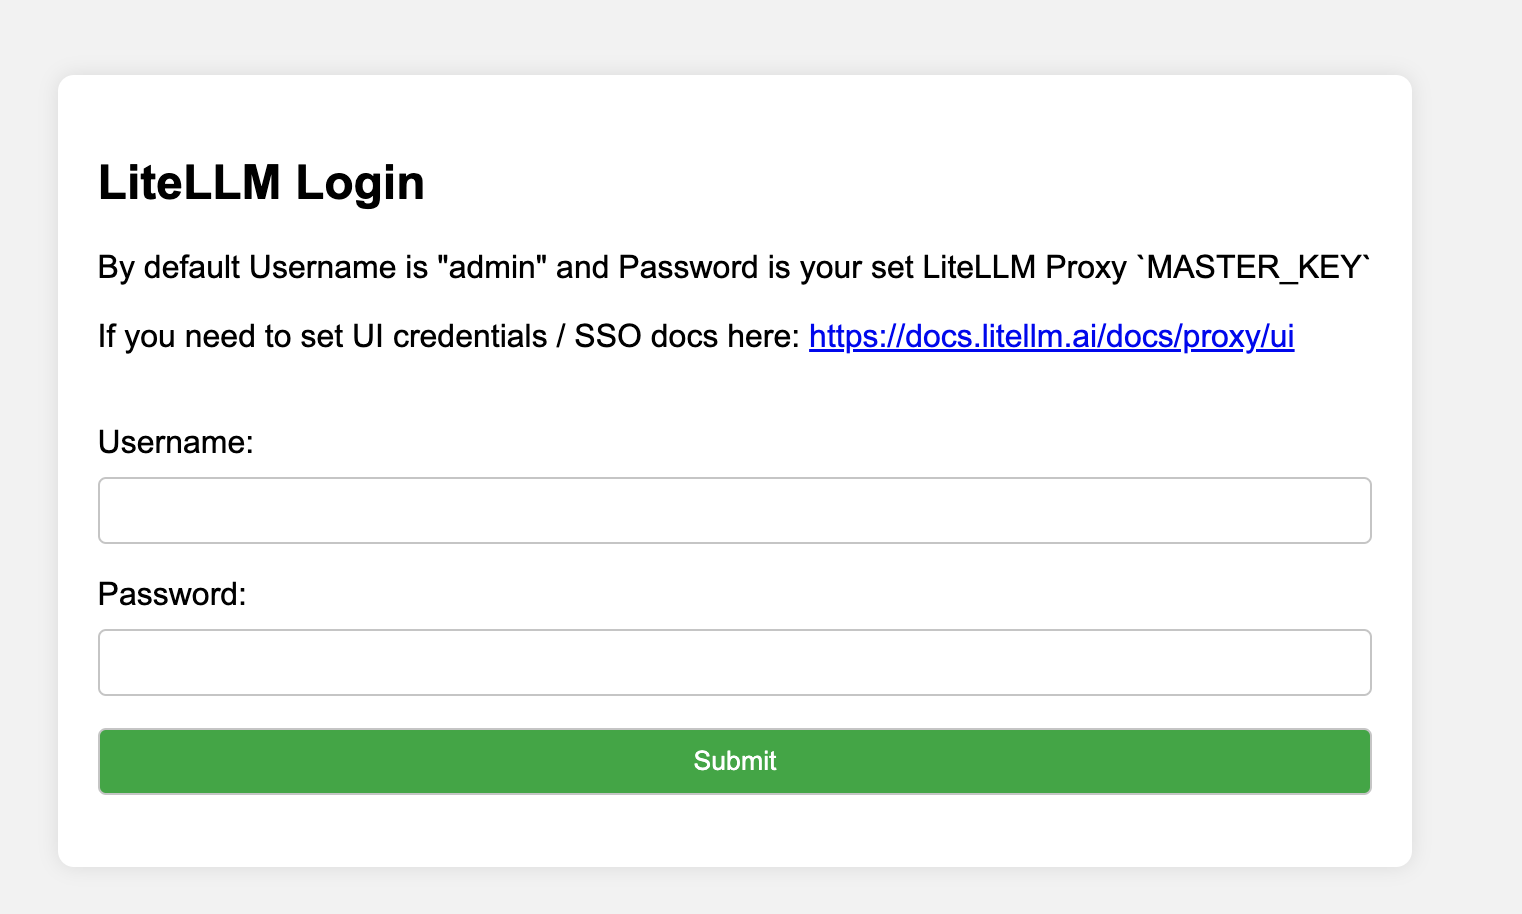 LiteLLM Login
By default Username is "admin" and Password is your set LiteLLM Proxy `MASTER_KEY`
If you need to set UI credentials / SSO docs here: https://docs.litellm.ai/docs/proxy/ui
Username:
Password:
Submit